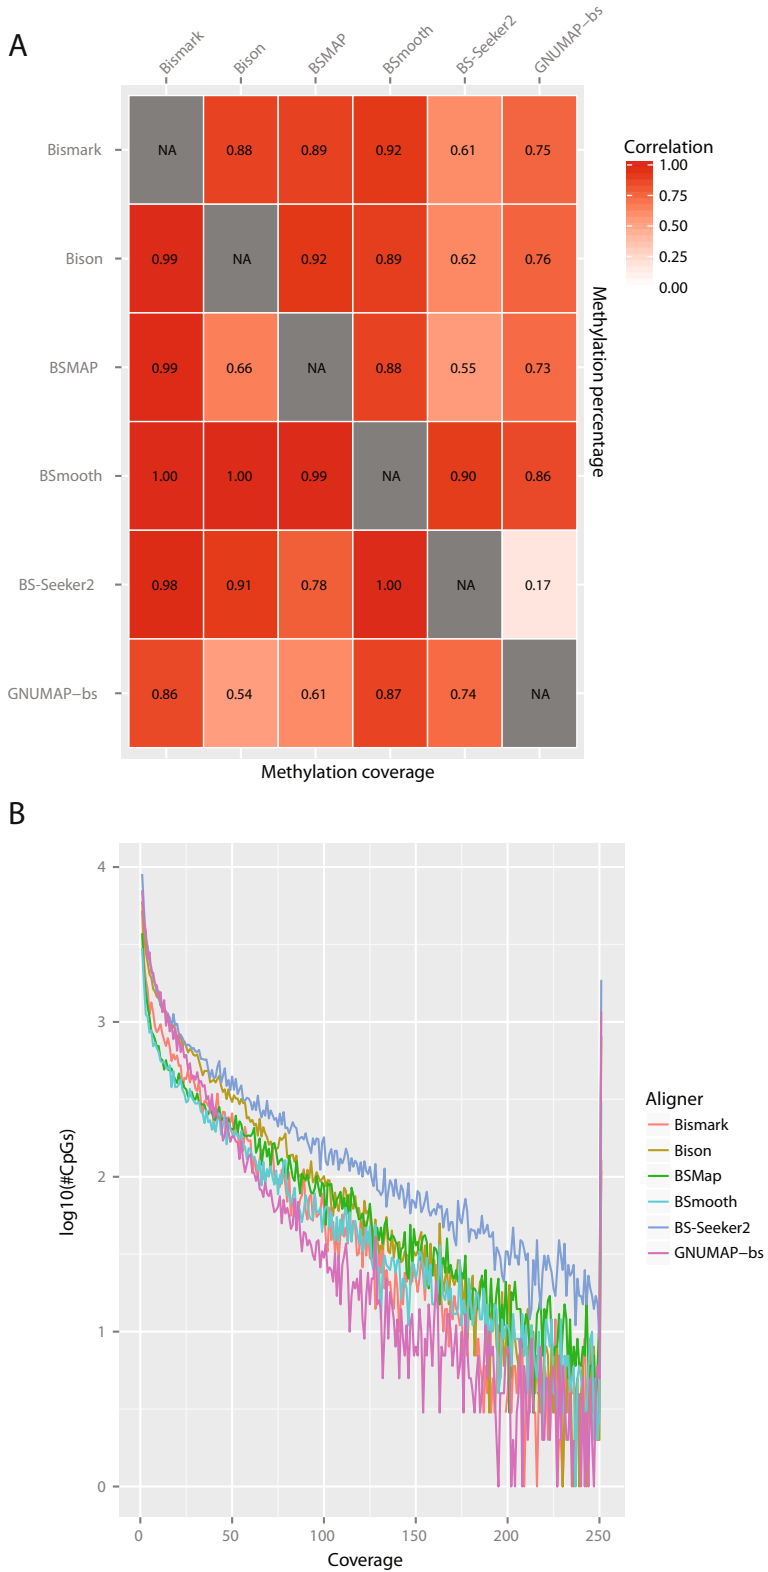 A
Bismark Bison BSMAP BSmooth BS-Seeker2 GNUMAP-bs
Bismark NA 0.88 0.89 0.92 0.61 0.75
Bison 0.99 NA 0.92 0.89 0.62 0.76
BSMAP 0.99 0.66 NA 0.88 0.55 0.73
BSmooth 1.00 1.00 0.99 NA 0.90 0.86
BS-Seeker2 0.98 0.91 0.78 1.00 NA 0.17
GNUMAP-bs 0.86 0.54 0.61 0.87 0.74 NA
Methylation coverage
Methylation percentage
Correlation
1.00
0.75
0.50
0.25
0.00
B
log10(#CpGs)
4
3
2
1
0
0 50 100 150 200 250
Coverage
Aligner
Bismark
Bison
BSMap
BSmooth
BS-Seeker2
GNUMAP-bs